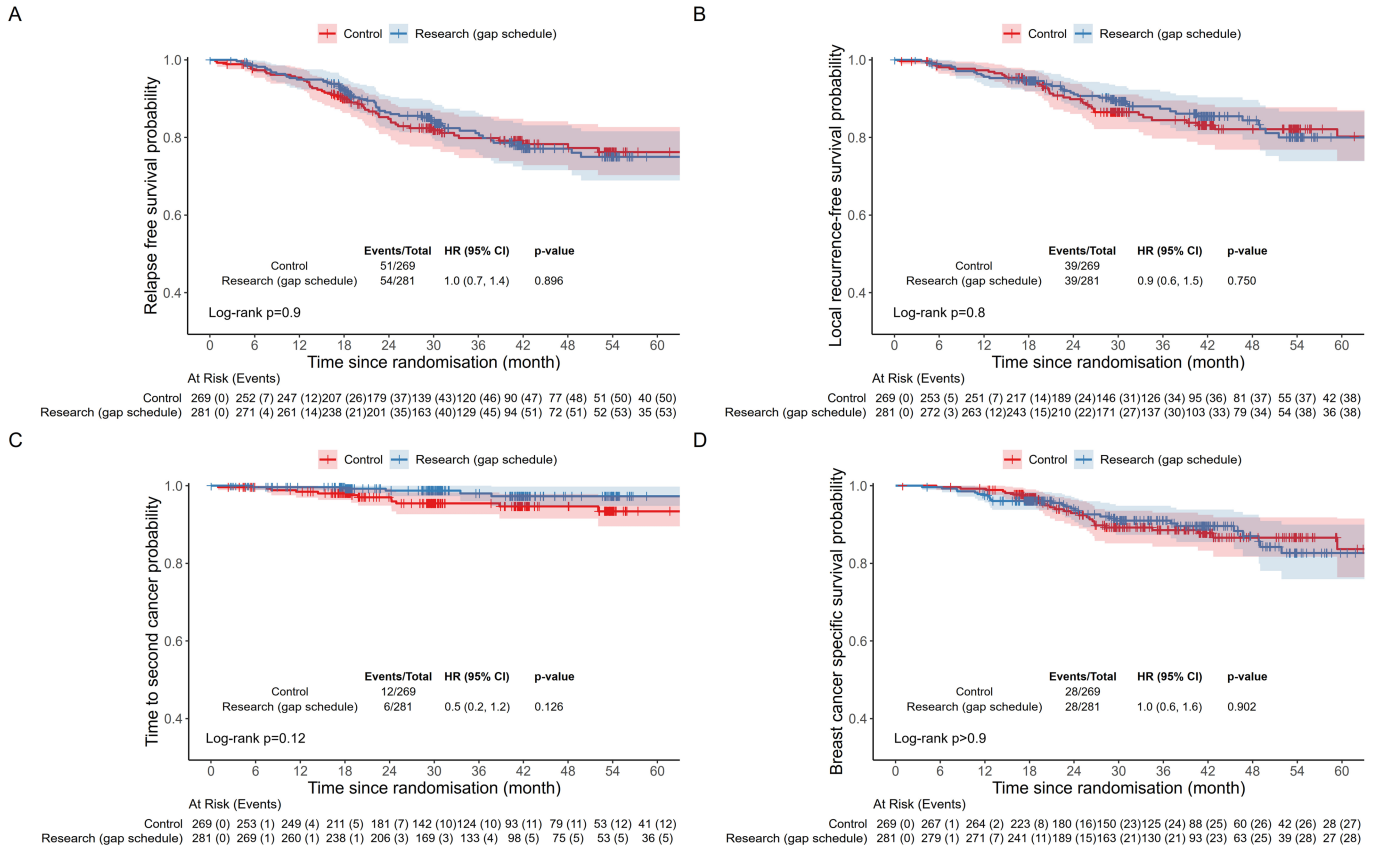 A
Control Research (gap schedule)
Relapse free survival probability
1.0
0.8
0.6
0.4
Events/Total HR (95% CI) p-value
Control 51/269
Research (gap schedule) 54/281 1.0 (0.7, 1.4) 0.896
Log-rank p=0.9
0 6 12 18 24 30 36 42 48 54 60
Time since randomisation (month)
At Risk (Events)
Control 269 (0) 252 (7) 247 (12) 207 (26) 179 (37) 139 (43) 120 (46) 90 (47) 77 (48) 51 (50) 40 (50)
Research (gap schedule) 281 (0) 271 (4) 261 (14) 238 (21) 201 (35) 163 (40) 129 (45) 94 (51) 72 (51) 52 (53) 35 (53)
B
Control Research (gap schedule)
Local recurrence-free survival probability
1.0
0.8
0.6
0.4
Events/Total HR (95% CI) p-value
Control 39/269
Research (gap schedule) 39/281 0.9 (0.6, 1.5) 0.750
Log-rank p=0.8
0 6 12 18 24 30 36 42 48 54 60
Time since randomisation (month)
At Risk (Events)
Control 269 (0) 253 (5) 251 (7) 217 (14) 189 (24) 146 (31) 126 (34) 95 (36) 81 (37) 55 (37) 42 (38)
Research (gap schedule) 281 (0) 272 (3) 263 (12) 243 (15) 210 (22) 171 (27) 137 (30) 103 (33) 79 (34) 54 (38) 36 (38)
C
Control Research (gap schedule)
Time to second cancer probability
1.0
0.8
0.6
0.4
Events/Total HR (95% CI) p-value
Control 12/269
Research (gap schedule) 6/281 0.5 (0.2, 1.2) 0.126
Log-rank p=0.12
0 6 12 18 24 30 36 42 48 54 60
Time since randomisation (month)
At Risk (Events)
Control 269 (0) 253 (1) 249 (4) 211 (5) 181 (7) 142 (10) 124 (10) 93 (11) 79 (11) 53 (12) 41 (12)
Research (gap schedule) 281 (0) 269 (1) 260 (1) 238 (1) 206 (3) 169 (3) 133 (4) 98 (5) 75 (5) 53 (5) 36 (5)
D
Control Research (gap schedule)
Breast cancer specific survival probability
1.0
0.8
0.6
0.4
Events/Total HR (95% CI) p-value
Control 28/269
Research (gap schedule) 28/281 1.0 (0.6, 1.6) 0.902
Log-rank p>0.9
0 6 12 18 24 30 36 42 48 54 60
Time since randomisation (month)
At Risk (Events)
Control 269 (0) 267 (1) 264 (2) 223 (8) 180 (16) 150 (23) 125 (24) 88 (25) 60 (26) 42 (26) 28 (27)
Research (gap schedule) 281 (0) 279 (1) 271 (7) 241 (11) 189 (15) 163 (21) 130 (21) 93 (23) 63 (25) 39 (28) 27 (28)